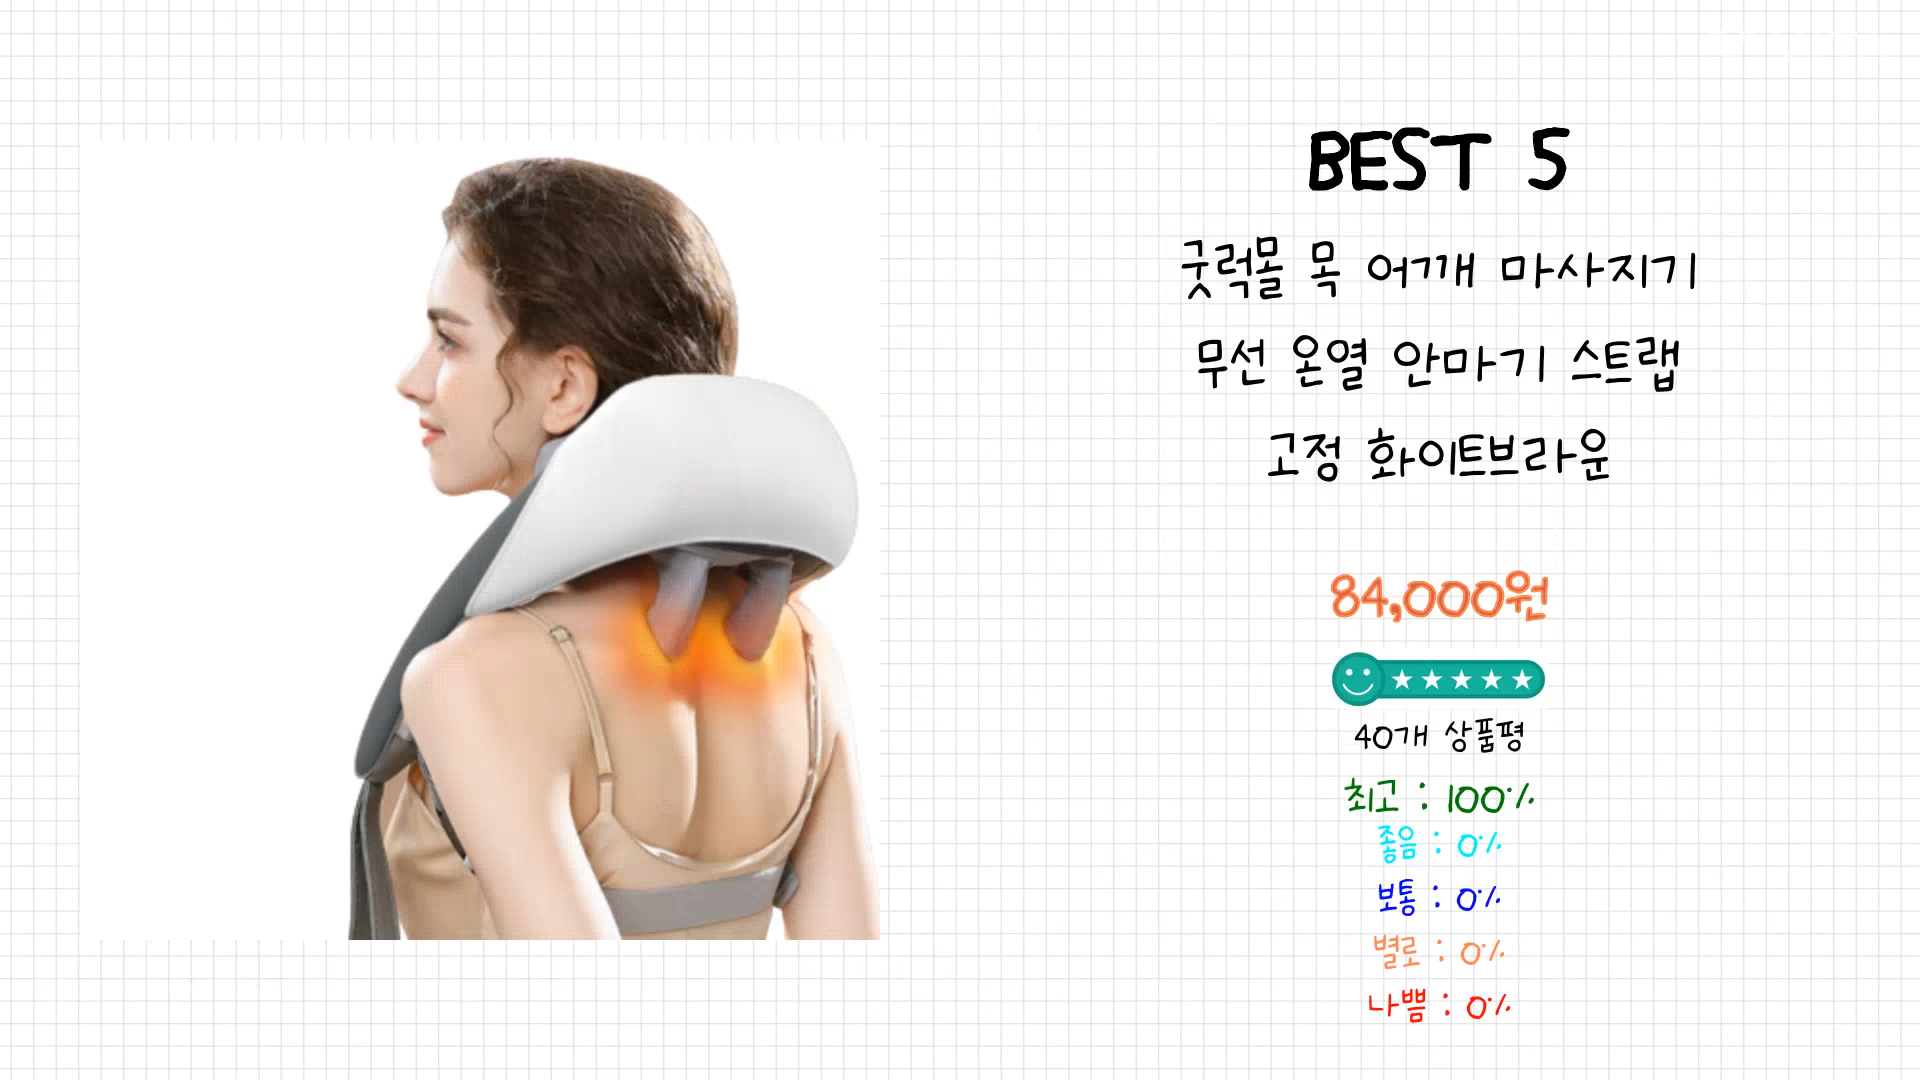 BEST 5
굿럭몰 목 어깨 마사지기
무선 온열 안마기 스트랩
고정 화이트브라운
84,000원
40개 상품평
최고 : 100%
좋음 : 0%
보통 : 0%
별로 : 0%
나쁨 : 0%